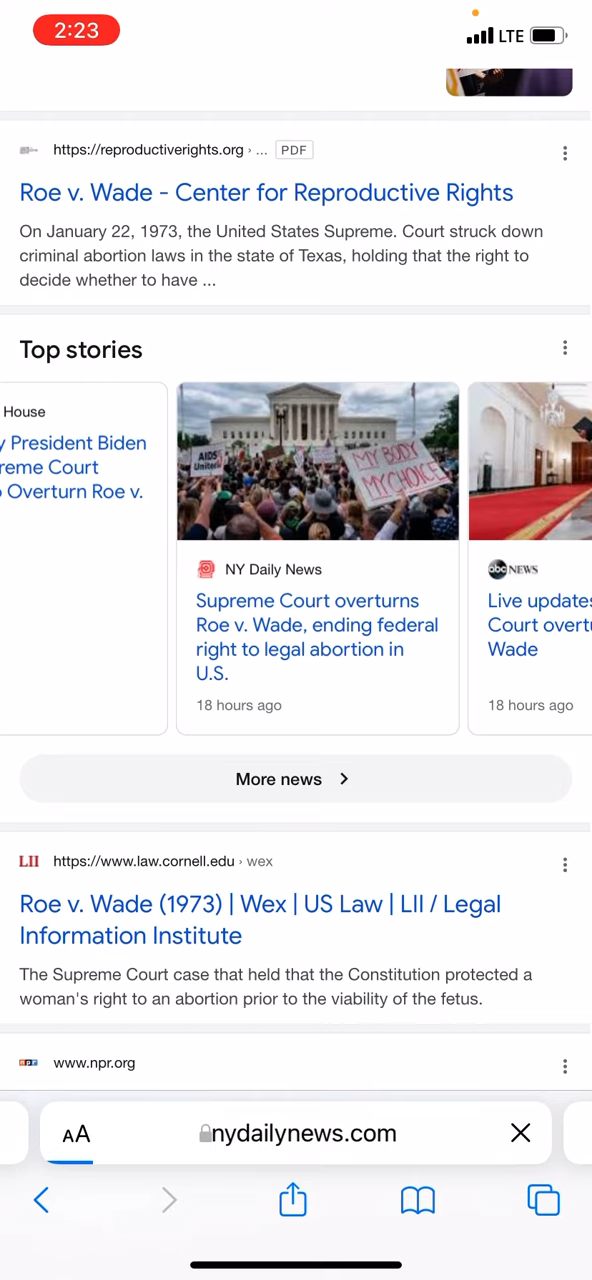 2:23
LTE
https://reproductiverights.org › ... PDF
Roe v. Wade - Center for Reproductive Rights
On January 22, 1973, the United States Supreme. Court struck down
criminal abortion laws in the state of Texas, holding that the right to
decide whether to have ...
Top stories
House
y President Biden
reme Court
Overturn Roe v.
AIDS
United
MY BODY
MY CHOICE
NY Daily News
Supreme Court overturns
Roe v. Wade, ending federal
right to legal abortion in
U.S.
18 hours ago
abc NEWS
Live updates
Court overtu
Wade
18 hours ago
More news
LII https://www.law.cornell.edu › wex
Roe v. Wade (1973) | Wex | US Law | LII / Legal
Information Institute
The Supreme Court case that held that the Constitution protected a
woman's right to an abortion prior to the viability of the fetus.
npr www.npr.org
AA nydailynews.com